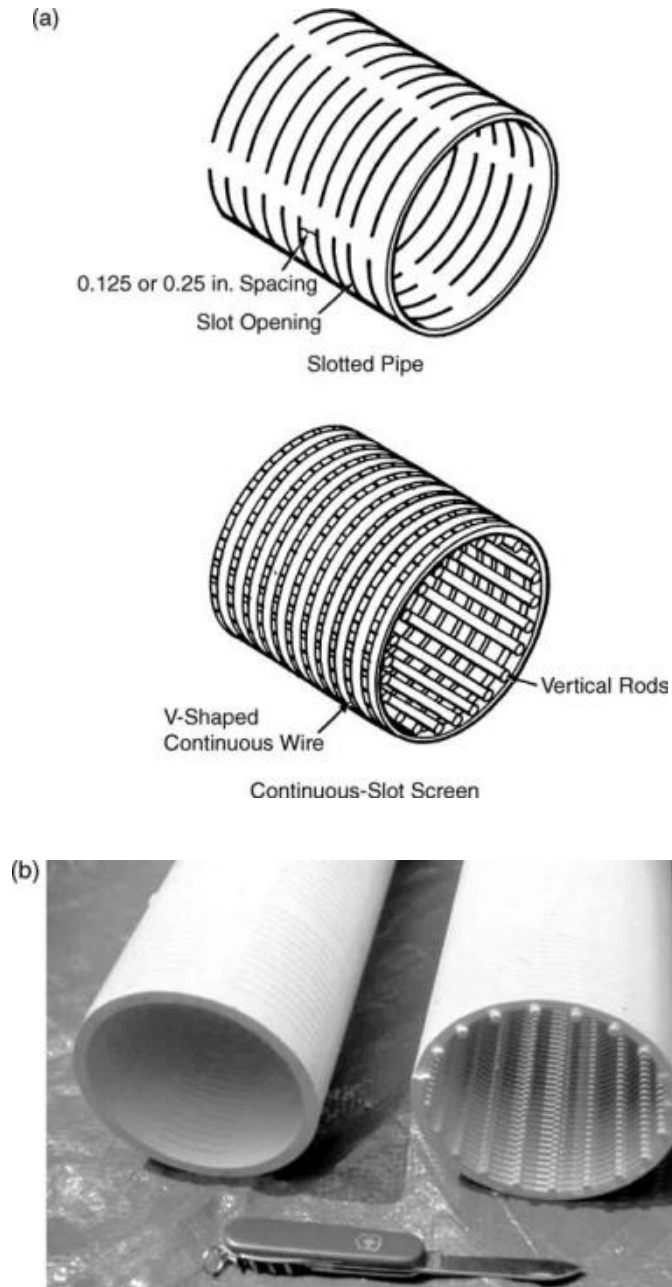 (a)
0.125 or 0.25 in. Spacing
Slot Opening
Slotted Pipe
Vertical Rods
V-Shaped
Continuous Wire
Continuous-Slot Screen
(b)